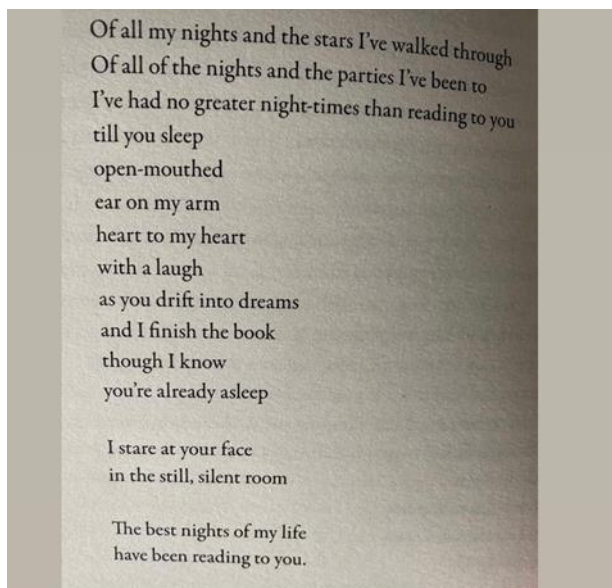 Of all my nights and the stars I've walked through
Of all of the nights and the parties I've been to
I've had no greater night-times than reading to you
till you sleep
open-mouthed
ear on my arm
heart to my heart
with a laugh
as you drift into dreams
and I finish the book
though I know
you're already asleep
I stare at your face
in the still, silent room
The best nights of my life
have been reading to you.